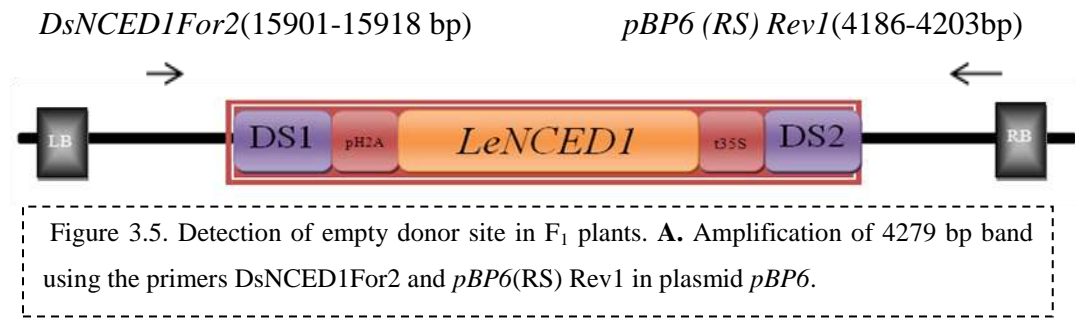 DsNCED1For2(15901-15918 bp) pBP6 (RS) Rev1(4186-4203bp)
LB DS1 pH2A LeNCED1 t35S DS2 RB
Figure 3.5. Detection of empty donor site in F1 plants. A. Amplification of 4279 bp band
using the primers DsNCED1For2 and pBP6(RS) Rev1 in plasmid pBP6.